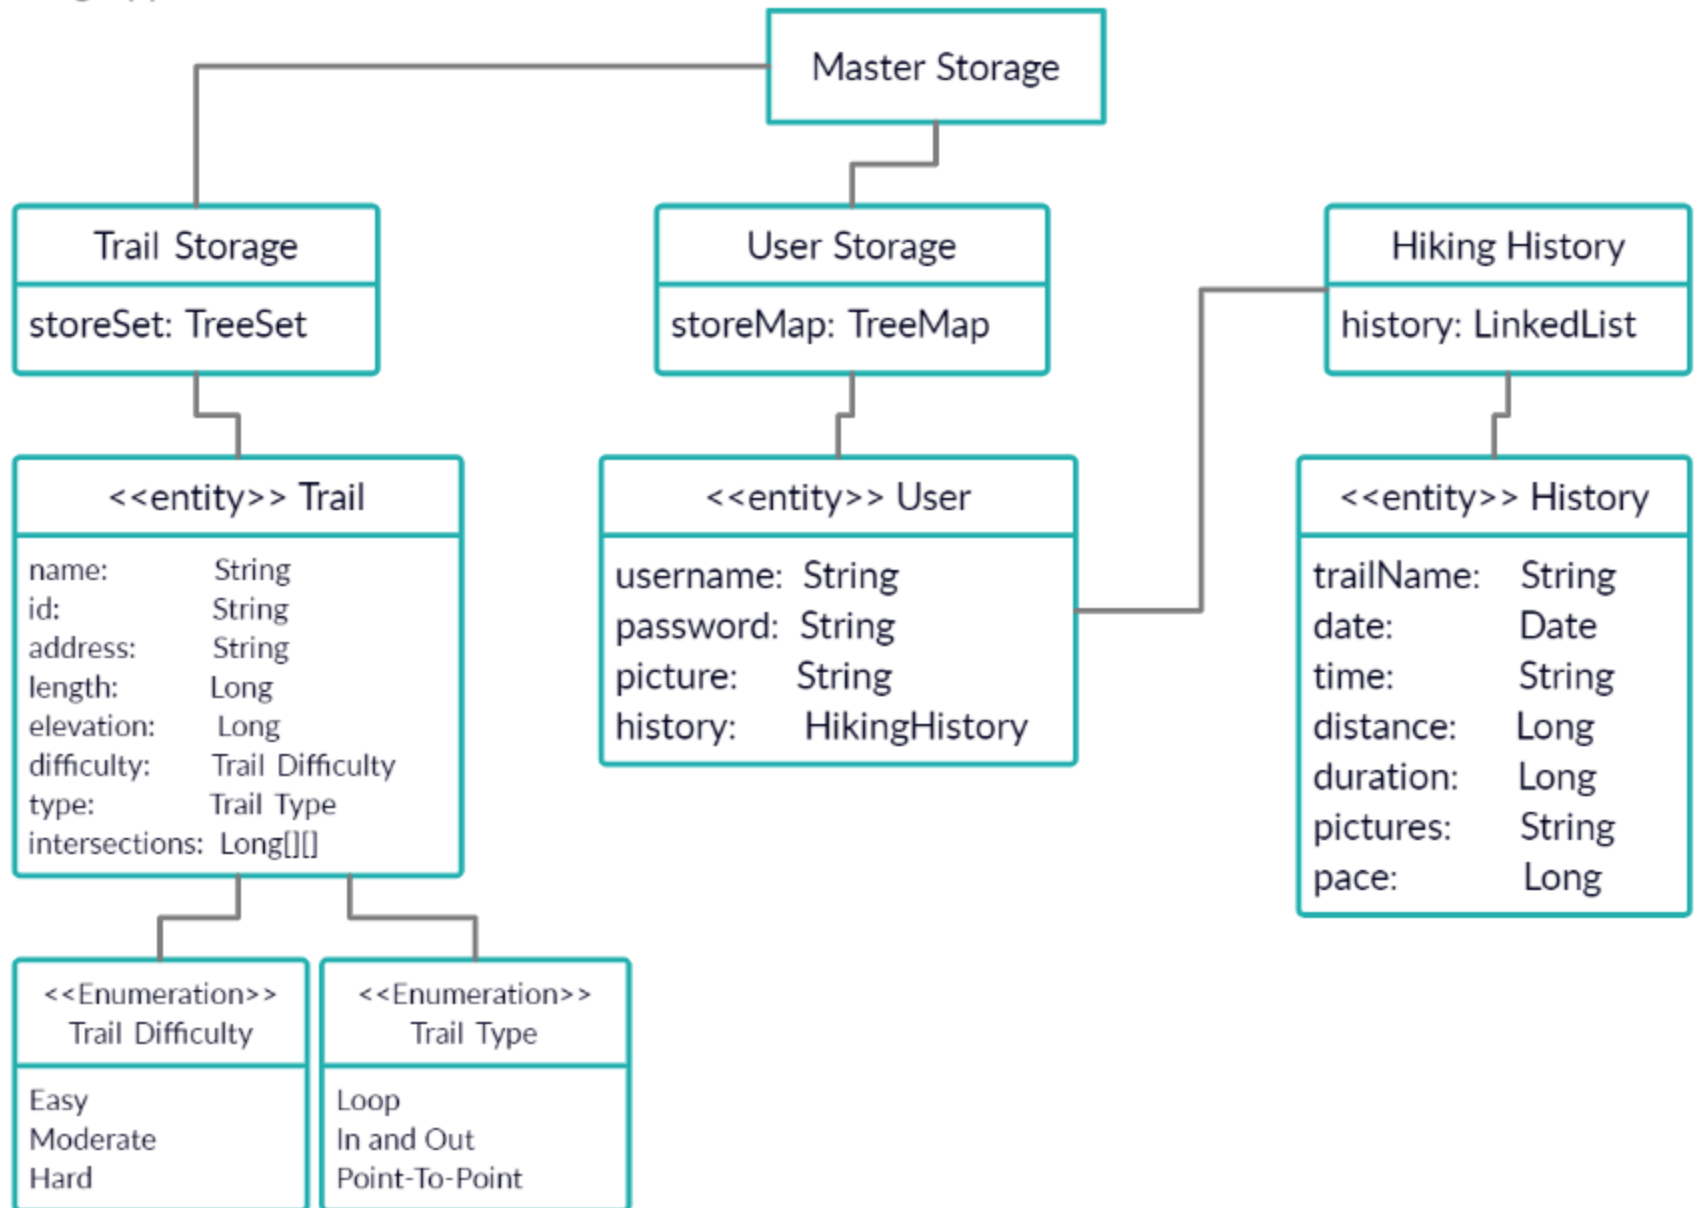 Master Storage
Trail Storage
storeSet: TreeSet
User Storage
storeMap: TreeMap
Hiking History
history: LinkedList
<<entity>> Trail
name: String
id: String
address: String
length: Long
elevation: Long
difficulty: Trail Difficulty
type: Trail Type
intersections: Long[][]
<<entity>> User
username: String
password: String
picture: String
history: HikingHistory
<<entity>> History
trailName: String
date: Date
time: String
distance: Long
duration: Long
pictures: String
pace: Long
<<Enumeration>>
Trail Difficulty
Easy
Moderate
Hard
<<Enumeration>>
Trail Type
Loop
In and Out
Point-To-Point